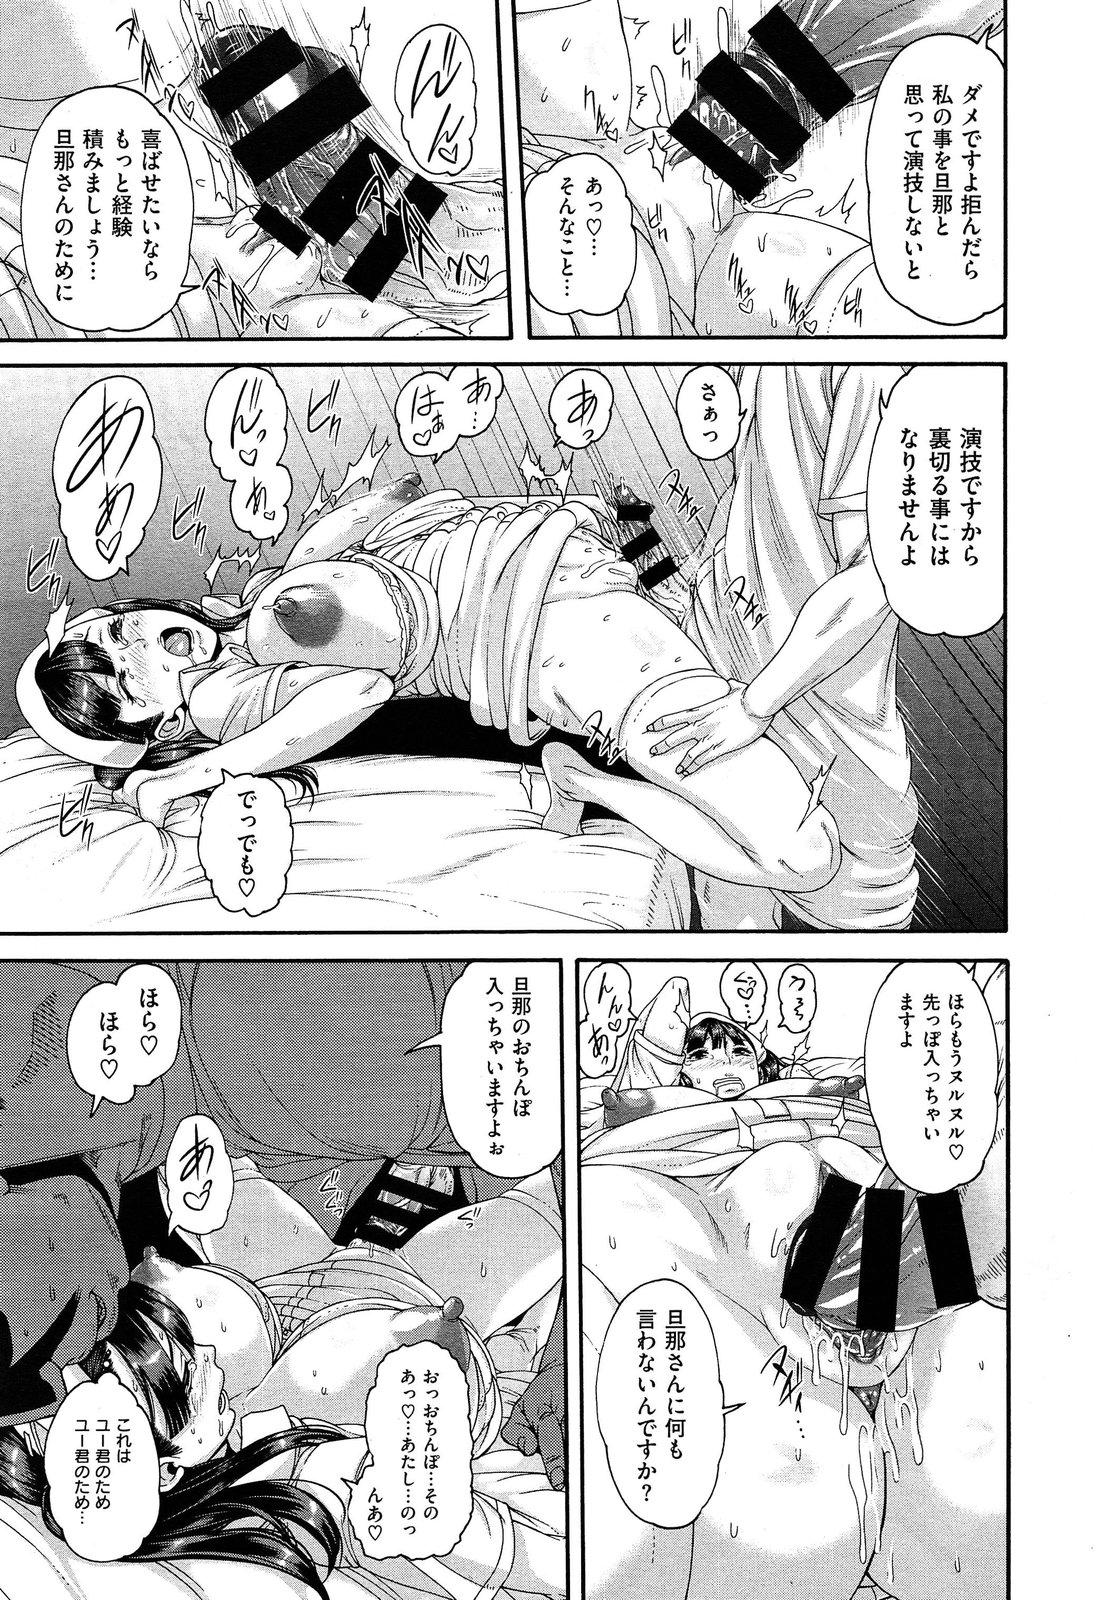 ダメですよ拒んだら
私の事を旦那と
思って演技しないと
あっ♡…
そんなこと…
んん♡
喜ばせたいなら
もっと経験
積みましょう…
旦那さんのために
演技ですから
裏切る事には
なりませんよ
さぁっ
あっ
あ…
はぁ♡
んっ♡
あぁ♡
でっでも♡
ほらもうヌルヌル♡
先っぽ入っちゃい
ますよ
旦那さんに何も
言わないんですか?
旦那のおちんぽ
入っちゃいますよぉ
ほら♡
ほら♡
あ♡
おっおちんぽ…その
あっ♡…あたし…のっ
んあ♡
これは
ユー君のため
ユー君のため…